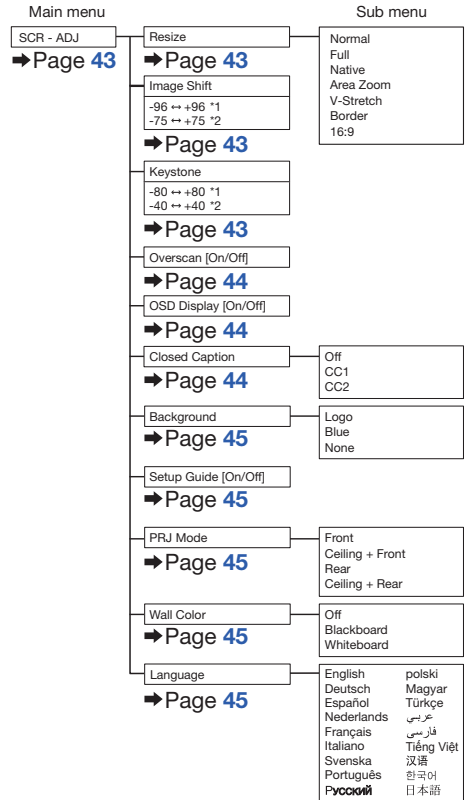 Main menu
Sub menu
SCR - ADJ
➡Page 43
Resize
➡Page 43
Normal
Full
Native
Area Zoom
V-Stretch
Border
16:9
Image Shift
-96 ↔ +96 *1
-75 ↔ +75 *2
➡Page 43
Keystone
-80 ↔ +80 *1
-40 ↔ +40 *2
➡Page 43
Overscan [On/Off]
➡Page 44
OSD Display [On/Off]
➡Page 44
Closed Caption
➡Page 44
Off
CC1
CC2
Background
➡Page 45
Logo
Blue
None
Setup Guide [On/Off]
➡Page 45
PRJ Mode
➡Page 45
Front
Ceiling + Front
Rear
Ceiling + Rear
Wall Color
➡Page 45
Off
Blackboard
Whiteboard
Language
➡Page 45
English polski
Deutsch Magyar
Español Türkçe
Nederlands عربي
Français فارسی
Italiano Tiếng Việt
Svenska 汉语
Português 한국어
Русский 日本語